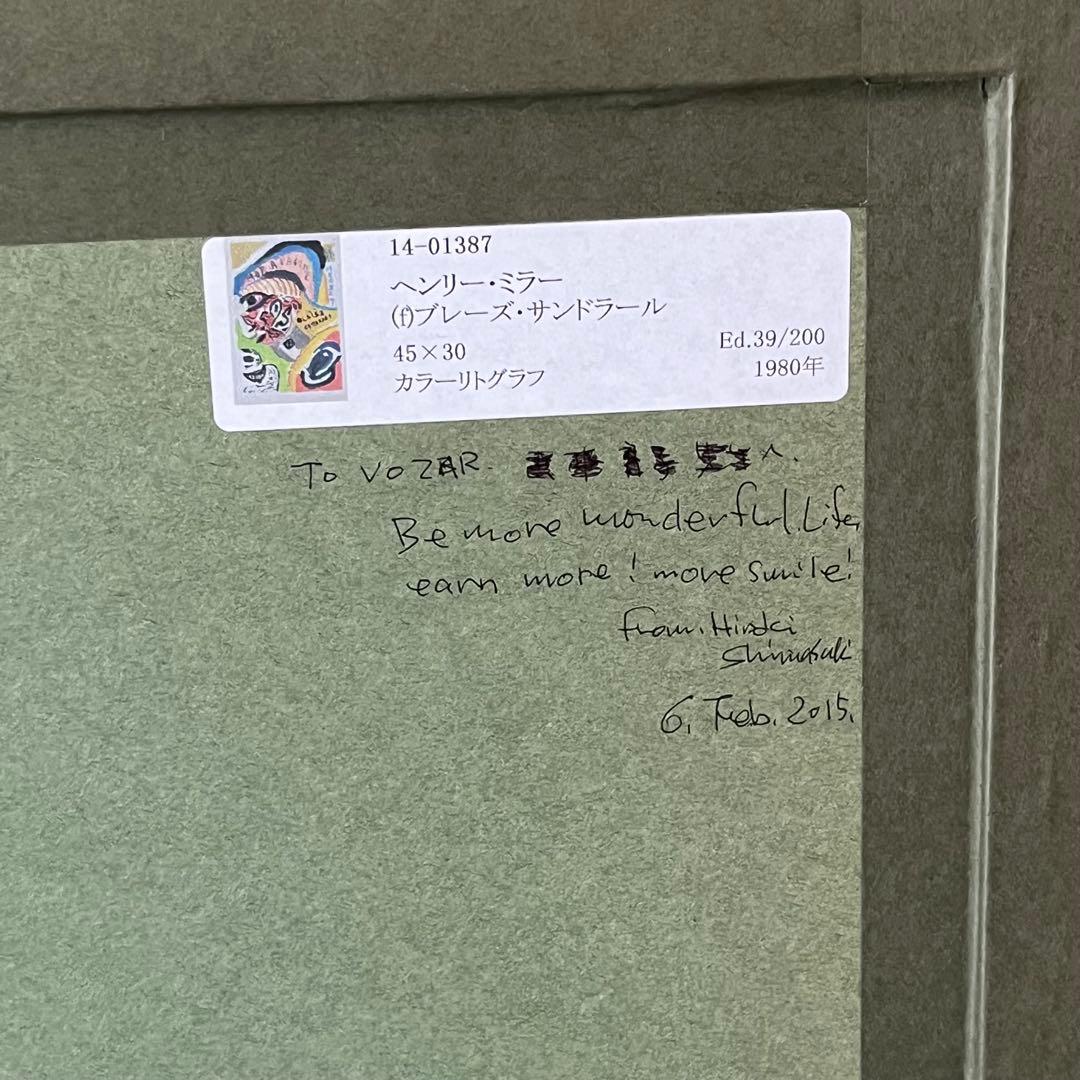 14-01387
ヘンリー・ミラー
(f)ブレーズ・サンドラール
45×30
Ed.39/200
カラーリトグラフ
1980年
To VOZAR. へ.
Be more wonderful. Life,
earn more! more smile!
from. Hiroki
6. Feb. 2015.